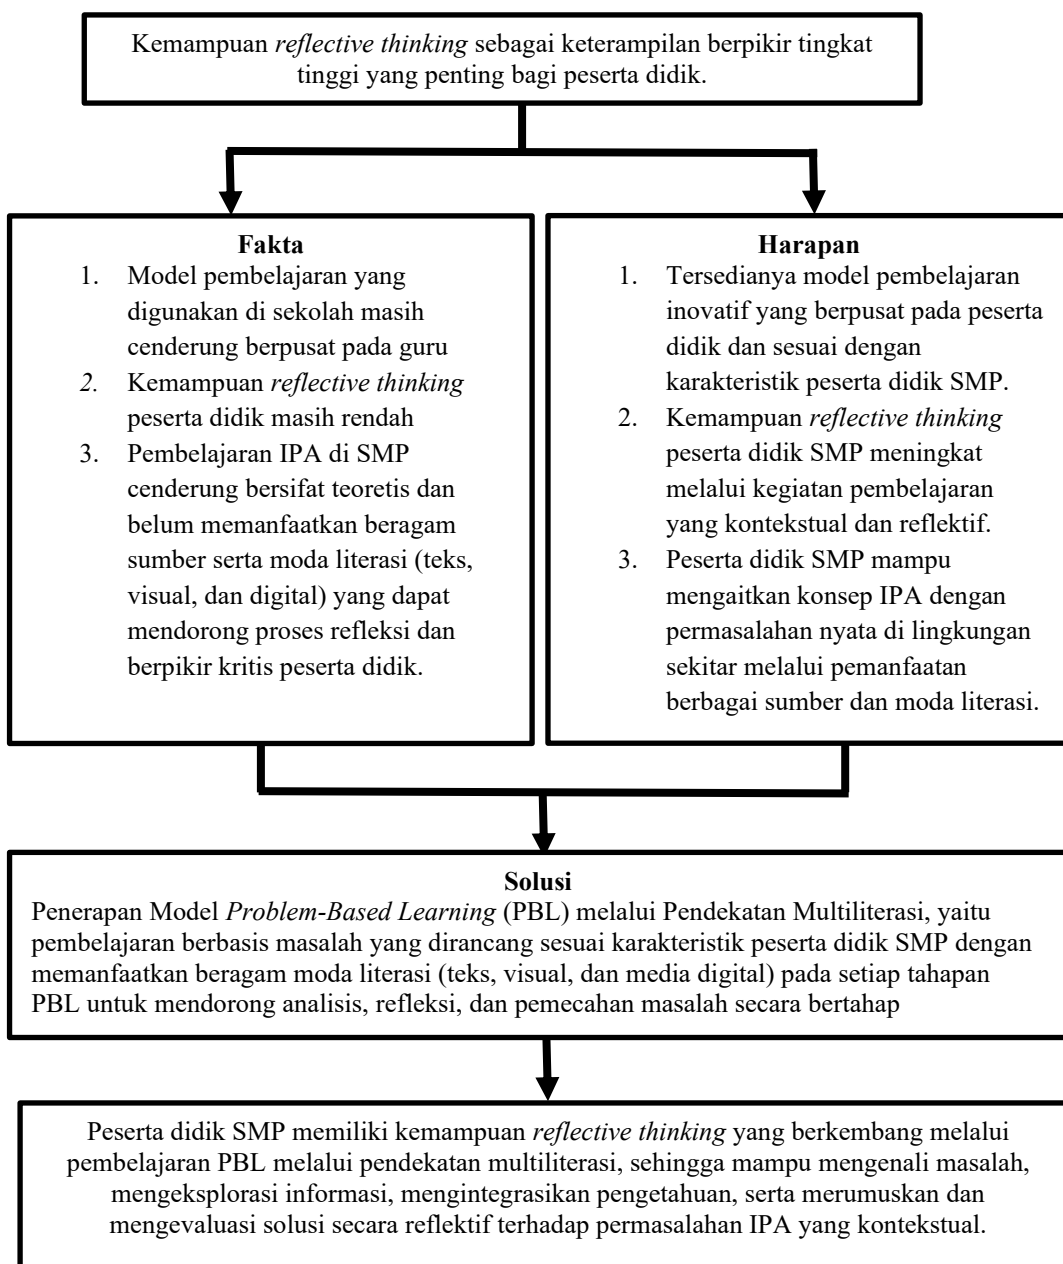 Kemampuan reflective thinking sebagai keterampilan berpikir tingkat
tinggi yang penting bagi peserta didik.
Fakta
1. Model pembelajaran yang
digunakan di sekolah masih
cenderung berpusat pada guru
2. Kemampuan reflective thinking
peserta didik masih rendah
3. Pembelajaran IPA di SMP
cenderung bersifat teoretis dan
belum memanfaatkan beragam
sumber serta moda literasi (teks,
visual, dan digital) yang dapat
mendorong proses refleksi dan
berpikir kritis peserta didik.
Harapan
1. Tersedianya model pembelajaran
inovatif yang berpusat pada peserta
didik dan sesuai dengan
karakteristik peserta didik SMP.
2. Kemampuan reflective thinking
peserta didik SMP meningkat
melalui kegiatan pembelajaran
yang kontekstual dan reflektif.
3. Peserta didik SMP mampu
mengaitkan konsep IPA dengan
permasalahan nyata di lingkungan
sekitar melalui pemanfaatan
berbagai sumber dan moda literasi.
Solusi
Penerapan Model Problem-Based Learning (PBL) melalui Pendekatan Multiliterasi, yaitu
pembelajaran berbasis masalah yang dirancang sesuai karakteristik peserta didik SMP dengan
memanfaatkan beragam moda literasi (teks, visual, dan media digital) pada setiap tahapan
PBL untuk mendorong analisis, refleksi, dan pemecahan masalah secara bertahap
Peserta didik SMP memiliki kemampuan reflective thinking yang berkembang melalui
pembelajaran PBL melalui pendekatan multiliterasi, sehingga mampu mengenali masalah,
mengeksplorasi informasi, mengintegrasikan pengetahuan, serta merumuskan dan
mengevaluasi solusi secara reflektif terhadap permasalahan IPA yang kontekstual.